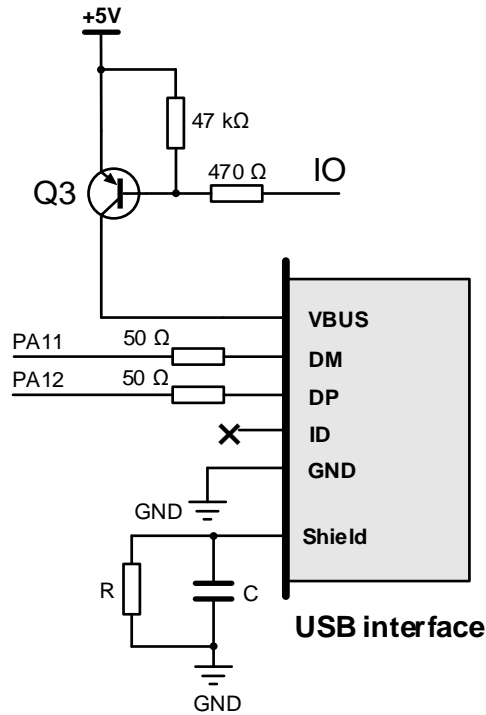 +5V
47 kΩ
470 Ω
IO
Q3
VBUS
PA11
50 Ω
DM
PA12
50 Ω
DP
ID
GND
GND
Shield
R
C
USB interface
GND